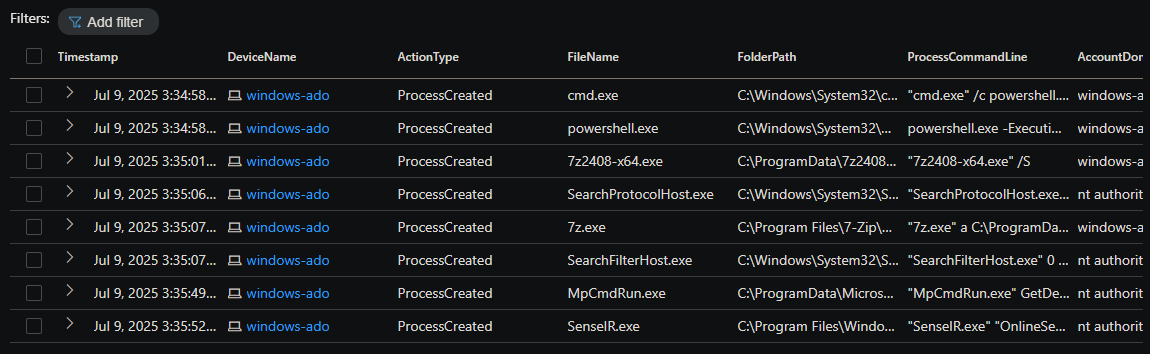 Filters: Add filter
Timestamp DeviceName ActionType FileName FolderPath ProcessCommandLine AccountDon
Jul 9, 2025 3:34:58... windows-ado ProcessCreated cmd.exe C:\Windows\System32\c... "cmd.exe" /c powershell.... windows-a
Jul 9, 2025 3:34:58... windows-ado ProcessCreated powershell.exe C:\Windows\System32\... powershell.exe -Executi... windows-a
Jul 9, 2025 3:35:01... windows-ado ProcessCreated 7z2408-x64.exe C:\ProgramData\7z2408... "7z2408-x64.exe" /S windows-a
Jul 9, 2025 3:35:06... windows-ado ProcessCreated SearchProtocolHost.exe C:\Windows\System32\S... "SearchProtocolHost.exe... nt authorit
Jul 9, 2025 3:35:07... windows-ado ProcessCreated 7z.exe C:\Program Files\7-Zip\... "7z.exe" a C:\ProgramDa... windows-a
Jul 9, 2025 3:35:07... windows-ado ProcessCreated SearchFilterHost.exe C:\Windows\System32\S... "SearchFilterHost.exe" 0 ... nt authorit
Jul 9, 2025 3:35:49... windows-ado ProcessCreated MpCmdRun.exe C:\ProgramData\Micros... "MpCmdRun.exe" GetDe... nt authorit
Jul 9, 2025 3:35:52... windows-ado ProcessCreated SenseIR.exe C:\Program Files\Windo... "SenseIR.exe" "OnlineSe... nt authorit